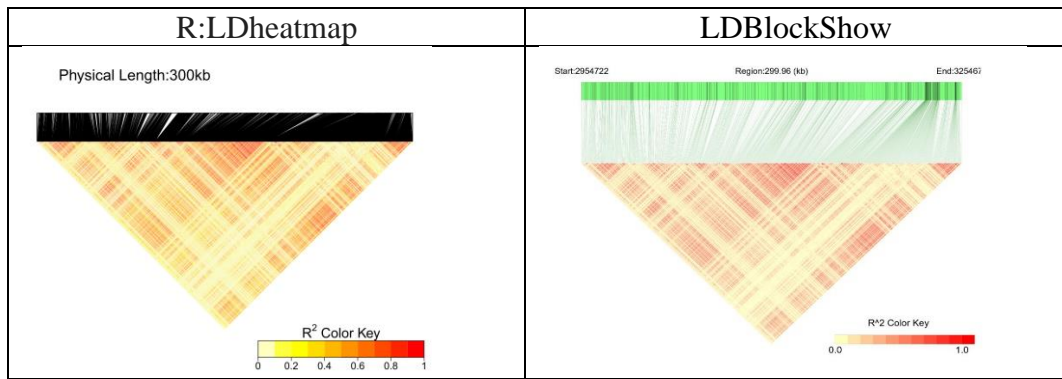 R:LDheatmap
LDBlockShow
Physical Length:300kb
Start:2954722 Region:299.96 (kb) End:325467
R² Color Key
0 0.2 0.4 0.6 0.8 1
R^2 Color Key
0.0 1.0